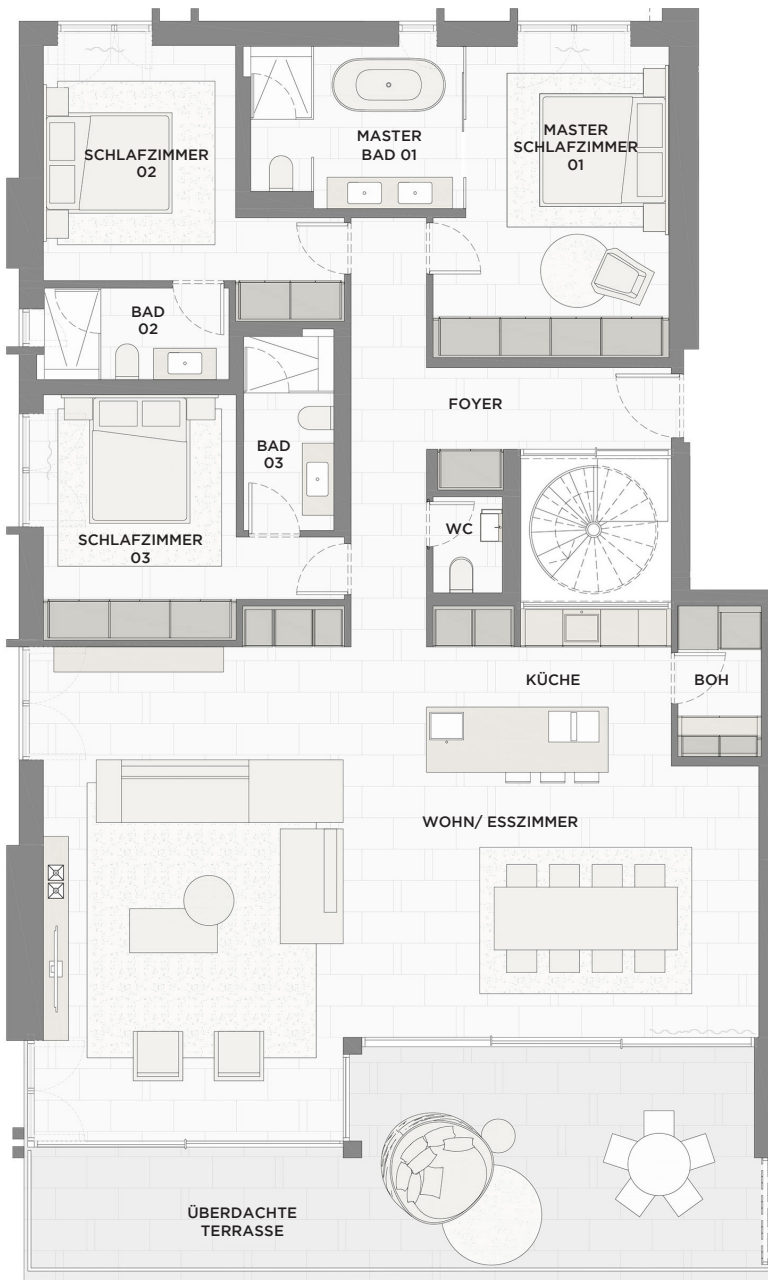 MASTER
BAD 01
MASTER
SCHLAFZIMMER
01
SCHLAFZIMMER
02
BAD
02
FOYER
BAD
03
WC
SCHLAFZIMMER
03
KÜCHE
BOH
WOHN/ ESSZIMMER
ÜBERDACHTE
TERRASSE